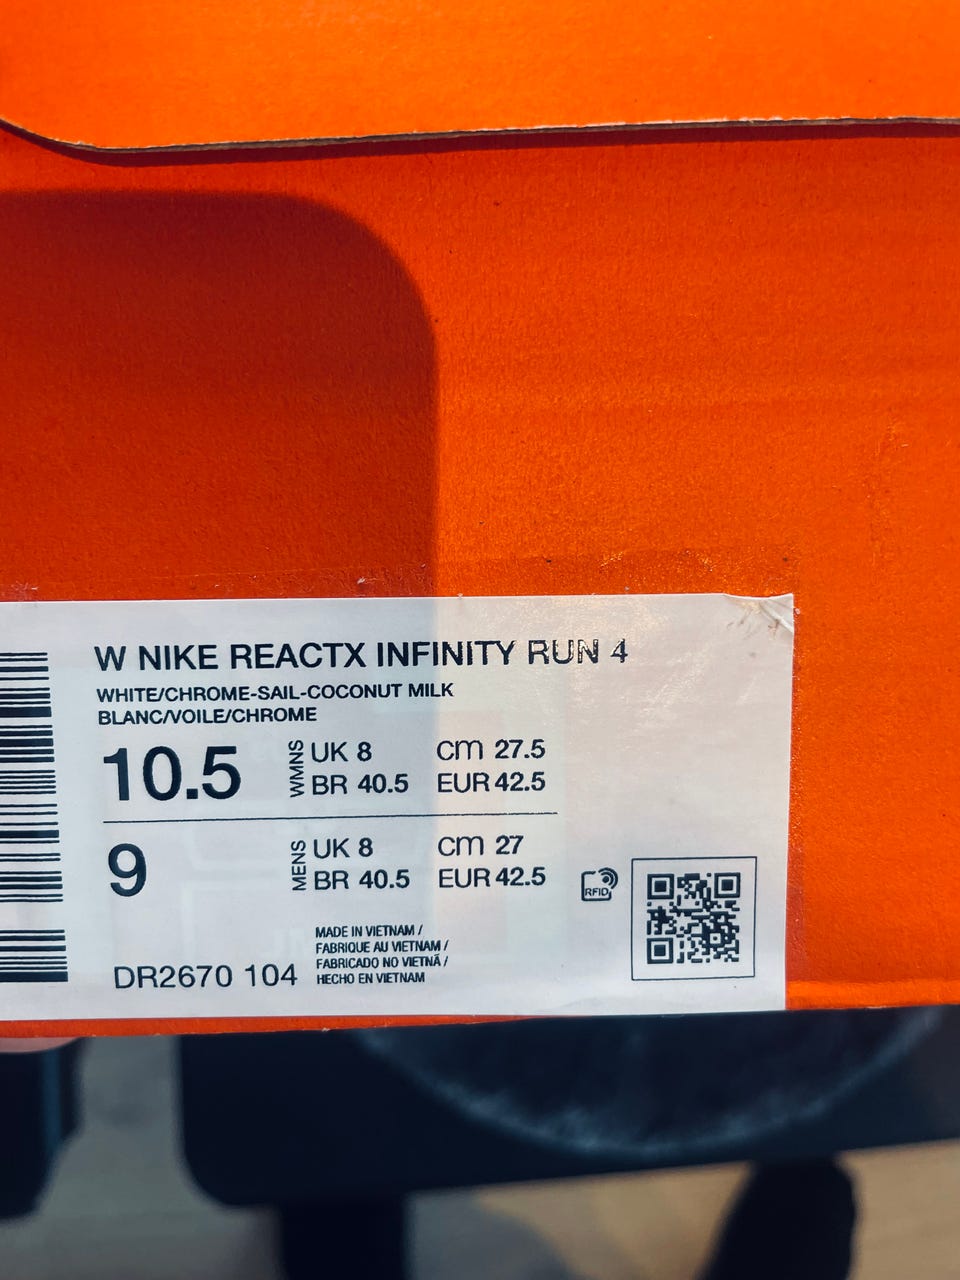 W NIKE REACTX INFINITY RUN 4
WHITE/CHROME-SAIL-COCONUT MILK
BLANC/VOILE/CHROME
10.5 WMNS UK 8 cm 27.5
BR 40.5 EUR 42.5
9 MENS UK 8 cm 27
BR 40.5 EUR 42.5
MADE IN VIETNAM /
FABRIQUE AU VIETNAM /
FABRICADO NO VIETNÃ /
HECHO EN VIETNAM
DR2670 104
RFID